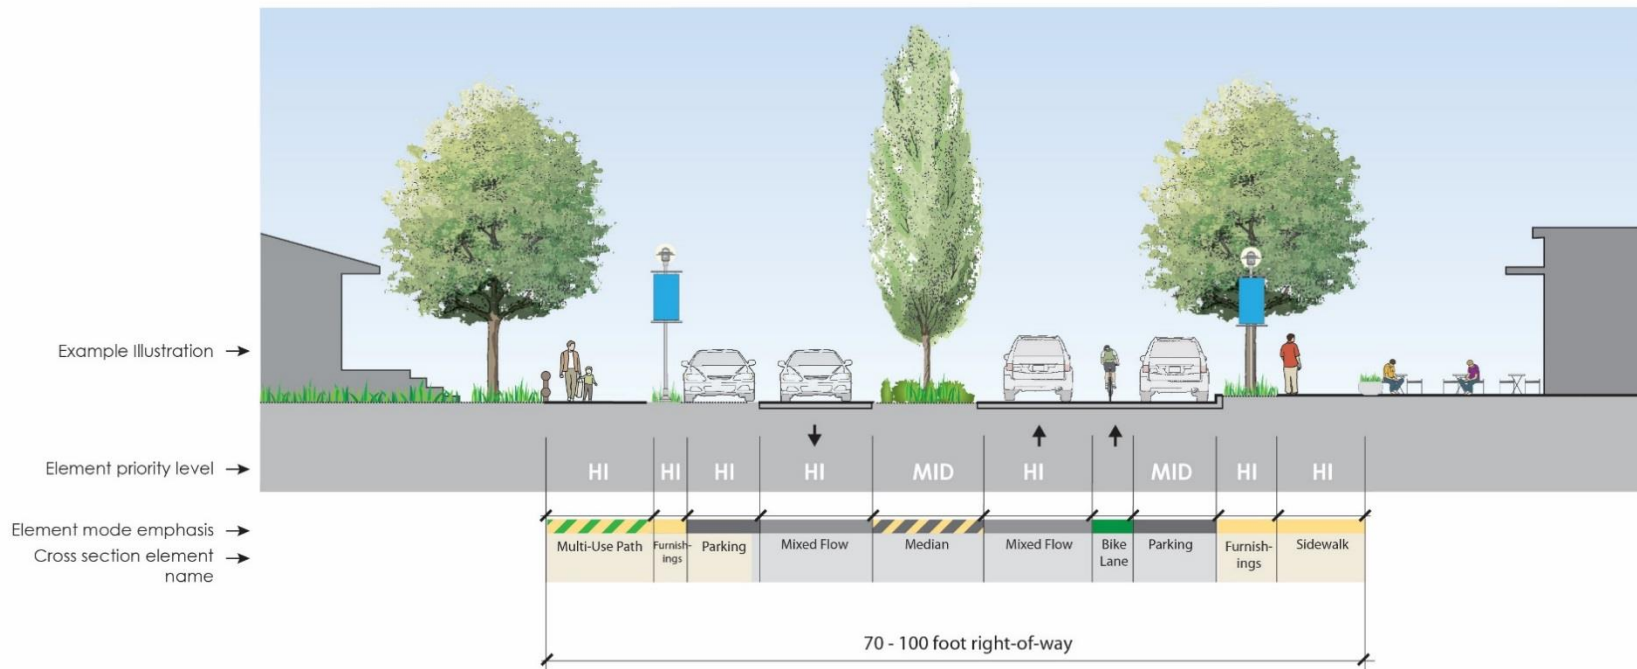 Example Illustration
Element priority level
HI HI HI HI MID HI MID HI HI
Element mode emphasis
Cross section element
name
Multi-Use Path
Furnish-
ings
Parking
Mixed Flow
Median
Mixed Flow
Bike
Lane
Parking
Furnish-
ings
Sidewalk
70 - 100 foot right-of-way